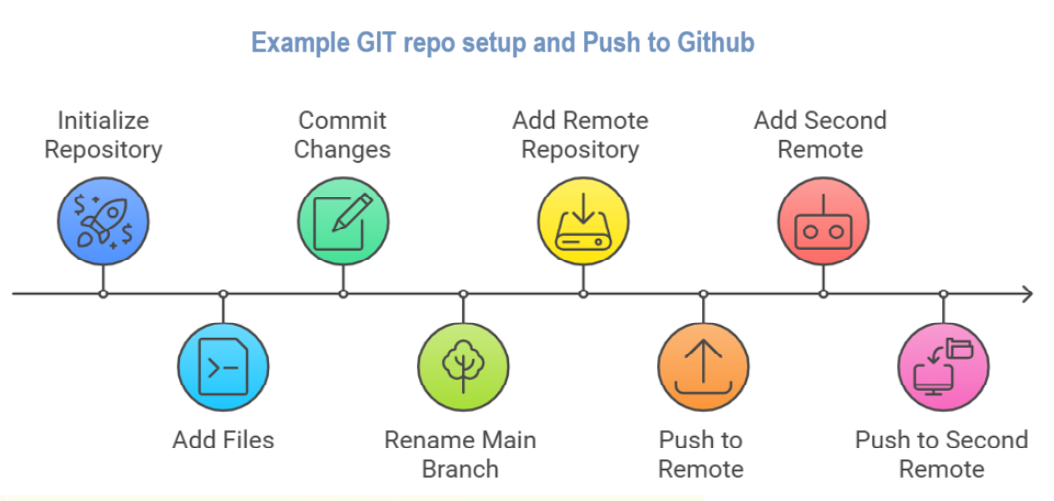 Example GIT repo setup and Push to Github
Initialize
Repository
Commit
Changes
Add Remote
Repository
Add Second
Remote
Add Files
Rename Main
Branch
Push to
Remote
Push to Second
Remote